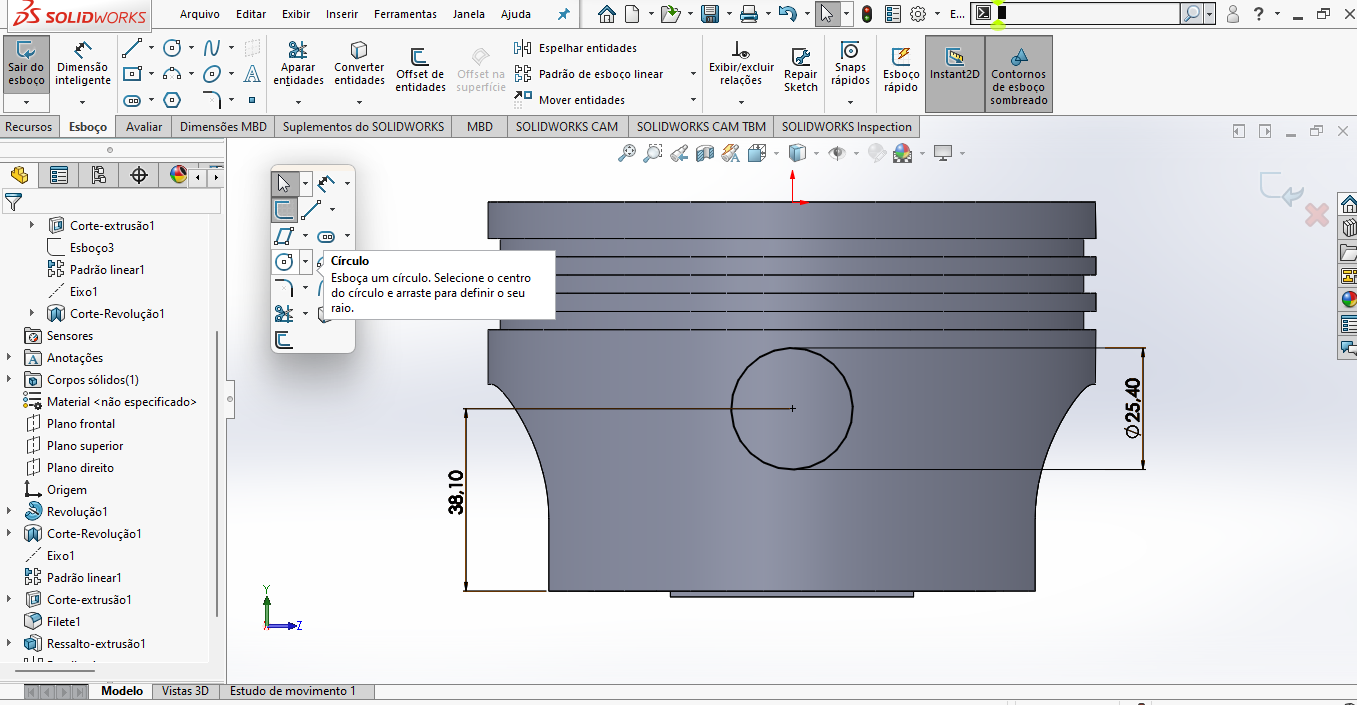 SOLIDWORKS
Arquivo Editar Exibir Inserir Ferramentas Janela Ajuda E...
Sair do esboço
Dimensão inteligente
Aparar entidades
Converter entidades
Offset de entidades
Offset na superfície
Espelhar entidades
Padrão de esboço linear
Mover entidades
Exibir/excluir relações
Repair Sketch
Snaps rápidos
Esboço rápido
Instant2D
Contornos de esboço sombreado
Recursos Esboço Avaliar Dimensões MBD Suplementos do SOLIDWORKS MBD SOLIDWORKS CAM SOLIDWORKS CAM TBM SOLIDWORKS Inspection
Corte-extrusão1
Esboço3
Padrão linear1
Eixo1
Corte-Revolução1
Sensores
Anotações
Corpos sólidos(1)
Material <não especificado>
Plano frontal
Plano superior
Plano direito
Origem
Revolução1
Corte-Revolução1
Eixo1
Padrão linear1
Corte-extrusão1
Filete1
Ressalto-extrusão1
Círculo
Esboça um círculo. Selecione o centro
do círculo e arraste para definir o seu
raio.
38,10
∅25,40
Y
Z
Modelo Vistas 3D Estudo de movimento 1